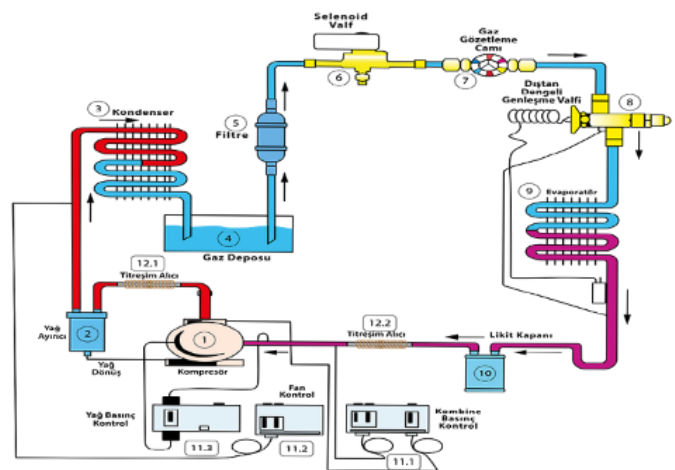 Selenoid
Valf
6
Gaz
Gözetleme
Camı
7
Dıştan
Dengeli
Genleşme Valfi
8
3
Kondenser
5
Filtre
9
Evaporatör
4
Gaz Deposu
12.1
Titreşim Alıcı
Yağ
Ayırıcı
2
Yağ
Dönüş
1
Kompresör
12.2
Titreşim Alıcı
Likit Kapanı
10
Yağ Basınç
Kontrol
11.3
Fan
Kontrol
11.2
Kombine
Basınç
Kontrol
11.1